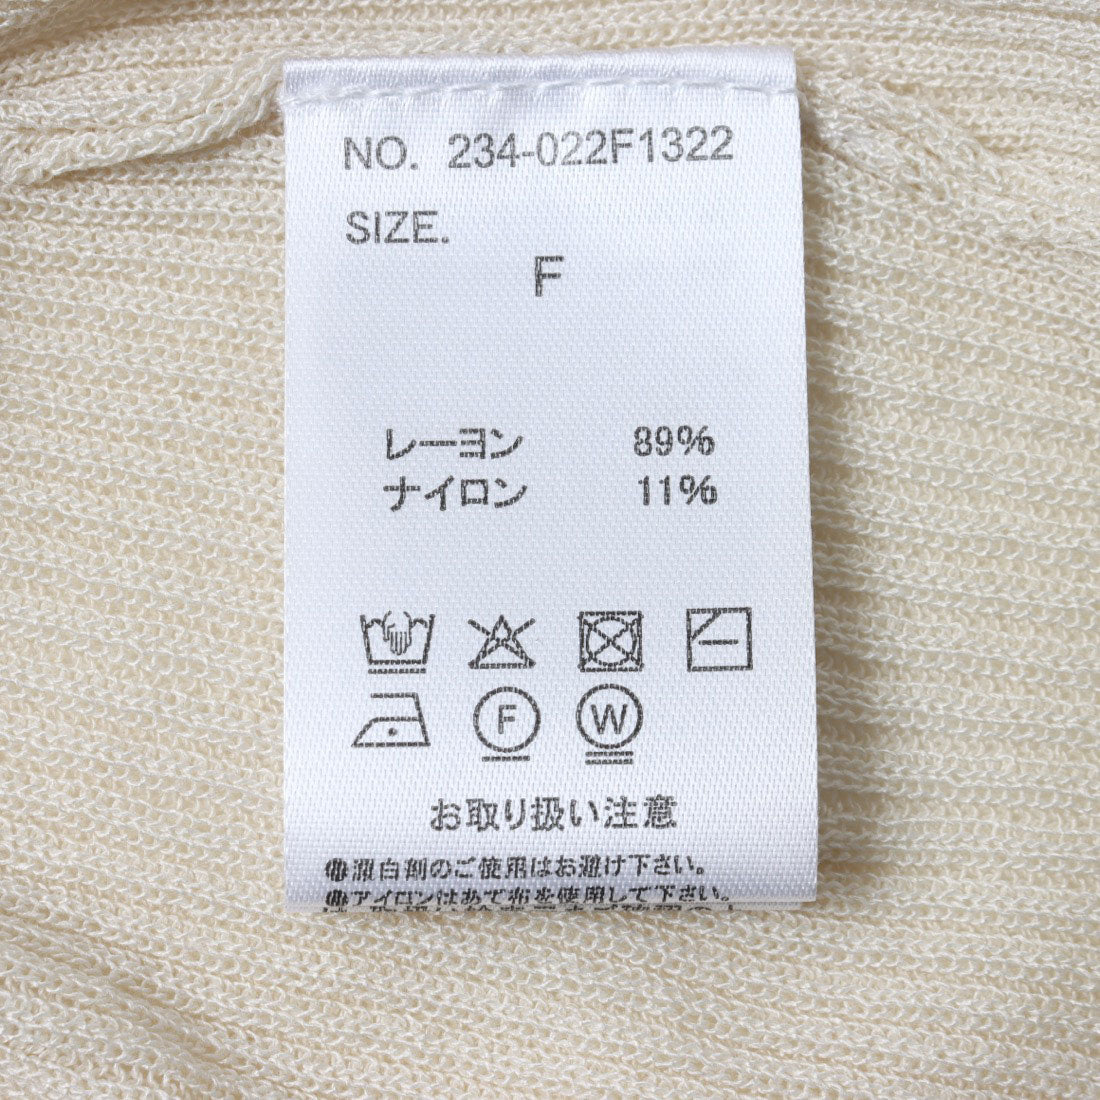 NO. 234-022F1322
SIZE.
F
レーヨン 89%
ナイロン 11%
F
W
お取り扱い注意
●漂白剤のご使用はお避け下さい。
●アイロンはあて布を使用して下さい。